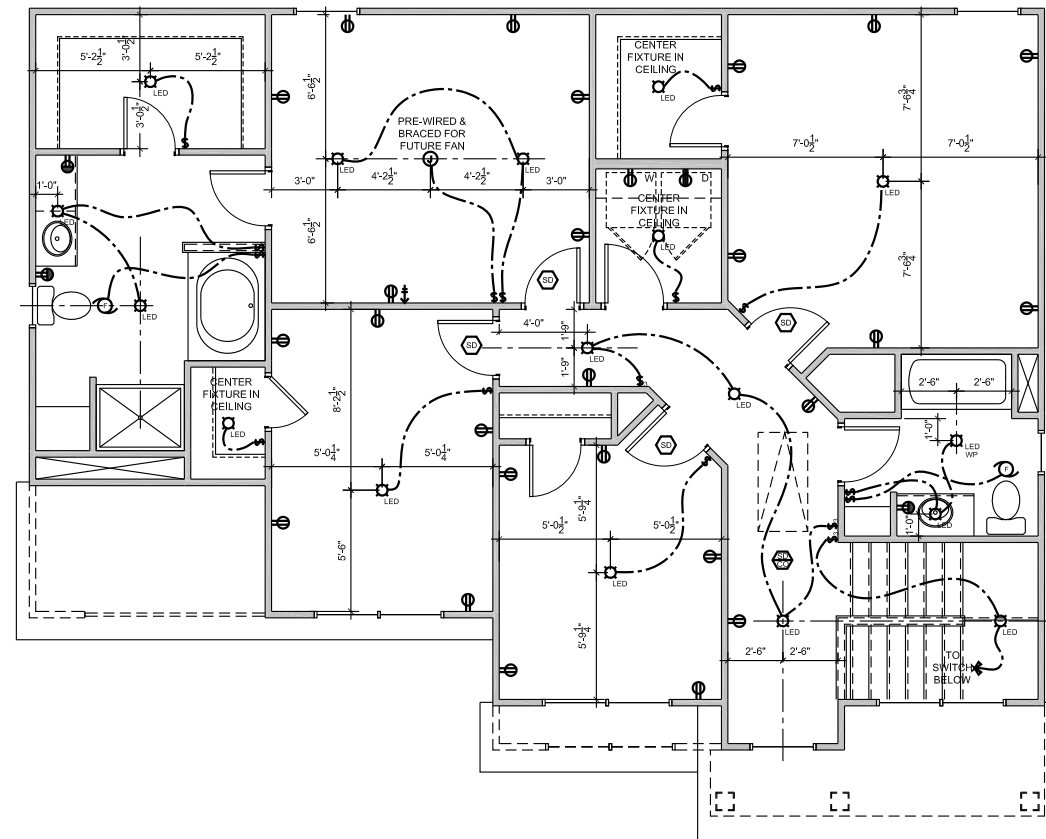 5'-2½"
3'-0½"
5'-2½"
LED
3'-0½"
6'-6½"
PRE-WIRED &
BRACED FOR
FUTURE FAN
J
LED
LED
3'-0"
4'-2½"
4'-2½"
3'-0"
6'-6½"
CENTER
FIXTURE IN
CEILING
LED
7'-6¾"
7'-0½"
7'-0½"
LED
7'-6¾"
W
D
CENTER
FIXTURE IN
CEILING
LED
1'-0"
LED
F
LED
SD
SD
SD
4'-0"
1'-9"
1'-9"
LED
3
LED
CENTER
FIXTURE IN
CEILING
LED
8'-2½"
5'-0¼"
5'-0¼"
LED
5'-6"
SD
5'-9¼"
5'-0½"
5'-0½"
LED
5'-9¼"
2'-6"
2'-6"
1'-0"
LED
WP
F
1'-0"
LED
3
3
SD
CO
LED
LED
2'-6"
2'-6"
TO
SWITCH
BELOW